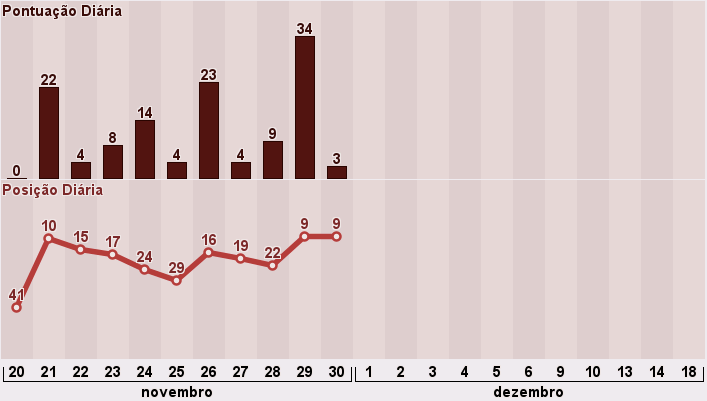 Pontuação Diária
0 22 4 8 14 4 23 4 9 34 3
Posição Diária
41 10 15 17 24 29 16 19 22 9 9
20 21 22 23 24 25 26 27 28 29 30 1 2 3 4 5 6 9 10 13 14 18
novembro dezembro